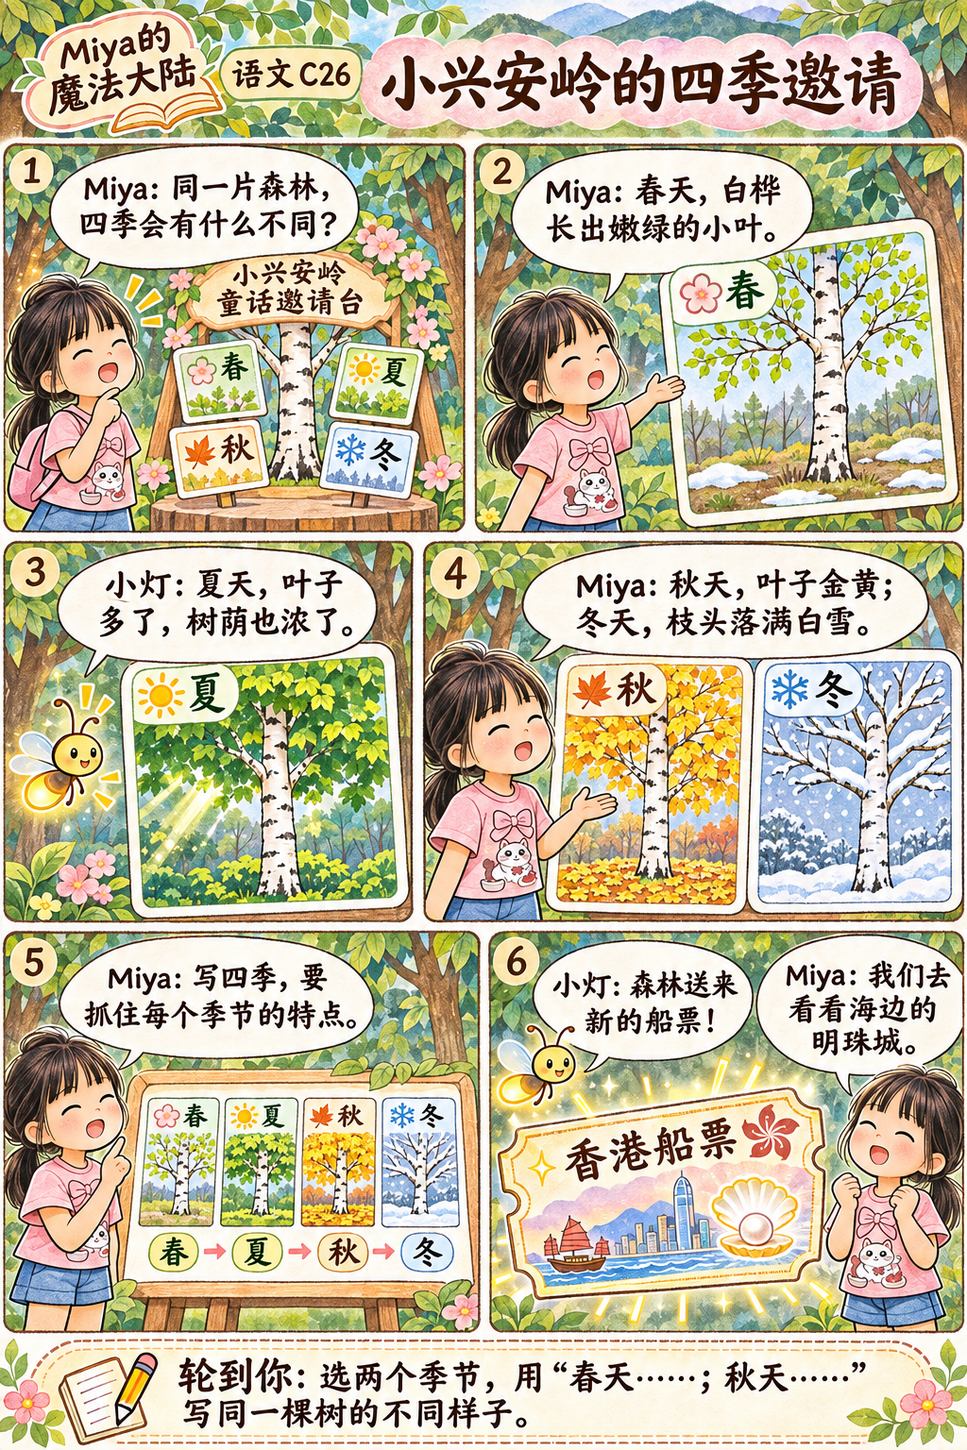 Miya的
魔法大陆
语文 C26
小兴安岭的四季邀请
1
Miya: 同一片森林，
四季会有什么不同？
小兴安岭
童话邀请台
春
夏
秋
冬
2
Miya: 春天，白桦
长出嫩绿的小叶。
春
3
小灯: 夏天，叶子
多了，树荫也浓了。
夏
4
Miya: 秋天，叶子金黄；
冬天，枝头落满白雪。
秋
冬
5
Miya: 写四季，要
抓住每个季节的特点。
春
夏
秋
冬
春→夏→秋→冬
6
小灯: 森林送来
新的船票！
Miya: 我们去
看看海边的
明珠城。
香港船票
轮到你: 选两个季节，用“春天……；秋天……”
写同一棵树的不同样子。